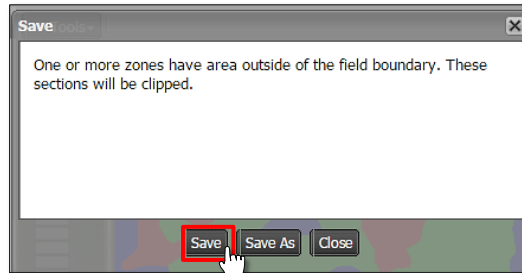 Save Tools
One or more zones have area outside of the field boundary. These
sections will be clipped.
Save Save As Close